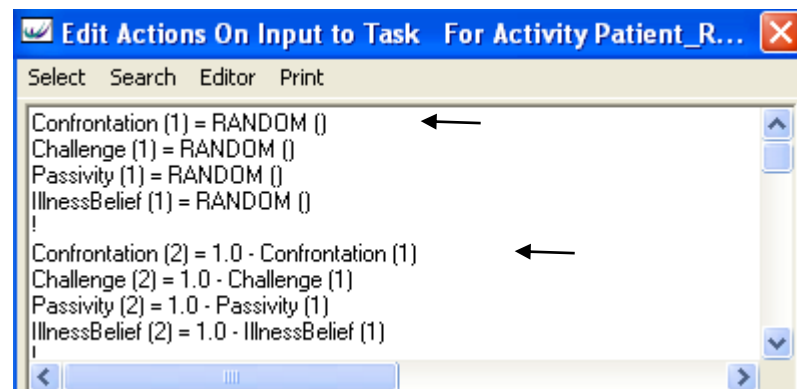 Edit Actions On Input to Task For Activity Patient_R...
Select Search Editor Print
Confrontation (1) = RANDOM ()
Challenge (1) = RANDOM ()
Passivity (1) = RANDOM ()
IllnessBelief (1) = RANDOM ()
!
Confrontation (2) = 1.0 - Confrontation (1)
Challenge (2) = 1.0 - Challenge (1)
Passivity (2) = 1.0 - Passivity (1)
IllnessBelief (2) = 1.0 - IllnessBelief (1)
!